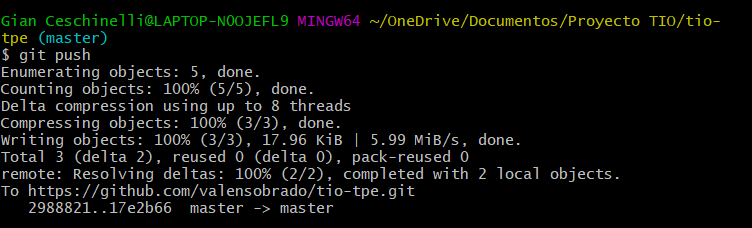 Gian Ceschinelli@LAPTOP-N0OJEFL9 MINGW64 ~/OneDrive/Documentos/Proyecto TIO/tio-
tpe (master)
$ git push
Enumerating objects: 5, done.
Counting objects: 100% (5/5), done.
Delta compression using up to 8 threads
Compressing objects: 100% (3/3), done.
Writing objects: 100% (3/3), 17.96 KiB | 5.99 MiB/s, done.
Total 3 (delta 2), reused 0 (delta 0), pack-reused 0
remote: Resolving deltas: 100% (2/2), completed with 2 local objects.
To https://github.com/valensobrado/tio-tpe.git
   2988821..17e2b66  master -> master